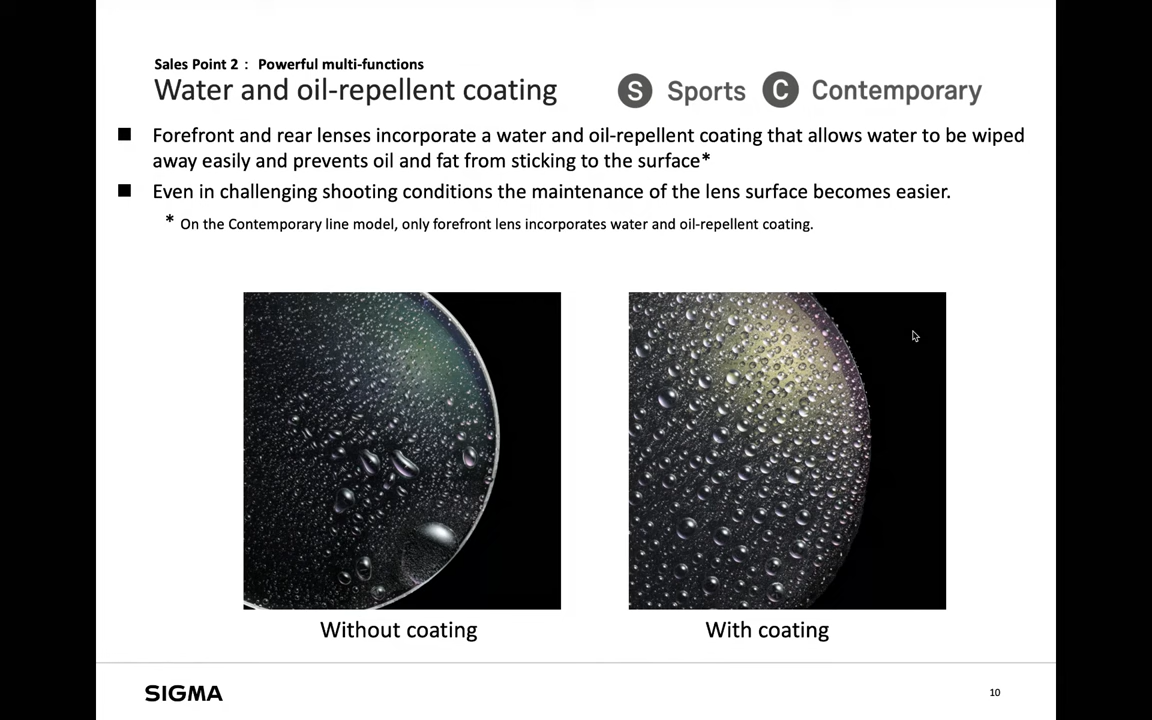 Sales Point 2 : Powerful multi-functions
Water and oil-repellent coating
S Sports C Contemporary
■ Forefront and rear lenses incorporate a water and oil-repellent coating that allows water to be wiped
away easily and prevents oil and fat from sticking to the surface*
■ Even in challenging shooting conditions the maintenance of the lens surface becomes easier.
* On the Contemporary line model, only forefront lens incorporates water and oil-repellent coating.
Without coating
With coating
SIGMA
10